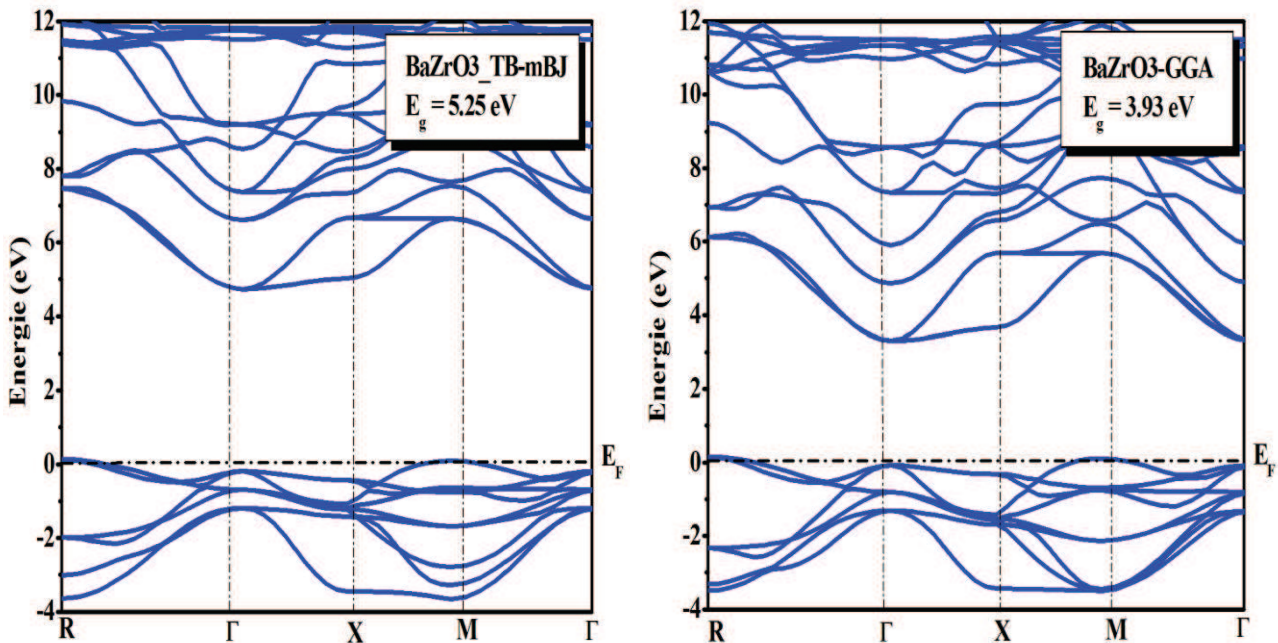 BaZrO3_TB-mBJ
E_g = 5.25 eV
Energie (eV)
12
10
8
6
4
2
0
-2
-4
E_F
R Γ X M Γ
BaZrO3-GGA
E_g = 3.93 eV
Energie (eV)
12
10
8
6
4
2
0
-2
-4
E_F
R Γ X M Γ